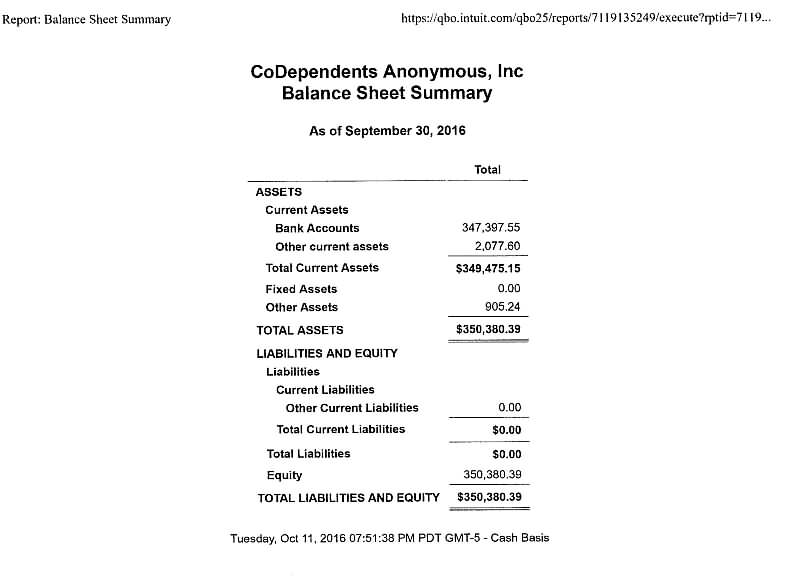 Report: Balance Sheet Summary https://qbo.intuit.com/qbo25/reports/7119135249/execute?rptid=7119...
CoDependents Anonymous, Inc
Balance Sheet Summary
As of September 30, 2016
Total
ASSETS
Current Assets
Bank Accounts 347,397.55
Other current assets 2,077.60
Total Current Assets $349,475.15
Fixed Assets 0.00
Other Assets 905.24
TOTAL ASSETS $350,380.39
LIABILITIES AND EQUITY
Liabilities
Current Liabilities
Other Current Liabilities 0.00
Total Current Liabilities $0.00
Total Liabilities $0.00
Equity 350,380.39
TOTAL LIABILITIES AND EQUITY $350,380.39
Tuesday, Oct 11, 2016 07:51:38 PM PDT GMT-5 - Cash Basis